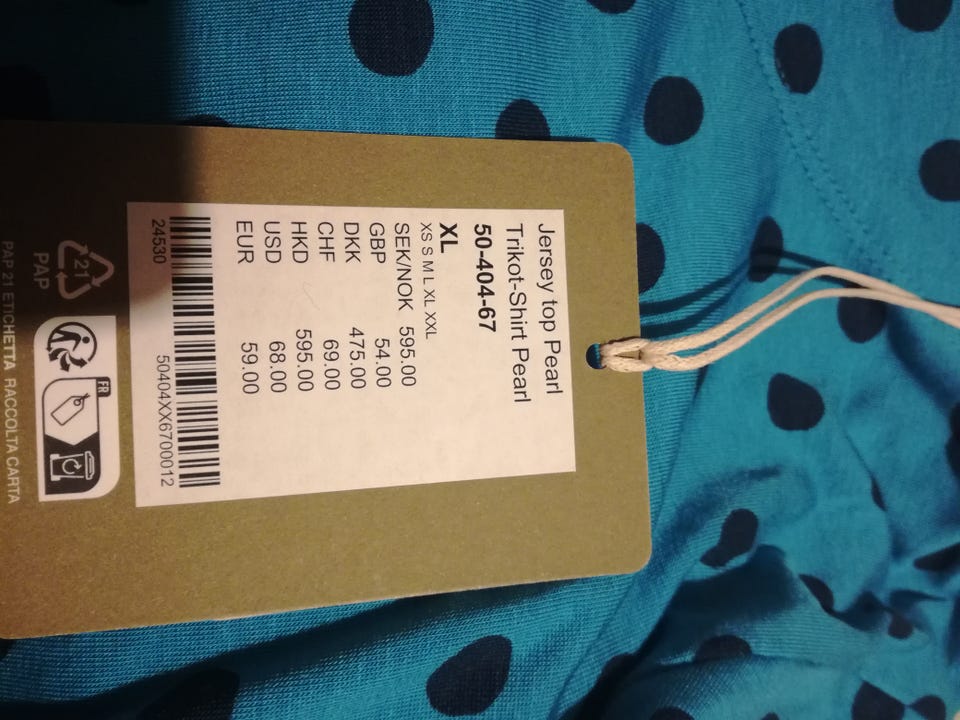 Jersey top Pearl
Trikot-Shirt Pearl
50-404-67
XL
XS S M L XL XXL
SEK/NOK 595.00
GBP 54.00
DKK 475.00
CHF 69.00
HKD 595.00
USD 68.00
EUR 59.00
24530 50404XX6700012
21
PAP
FR
PAP 21 ETICHETTA RACCOLTA CARTA